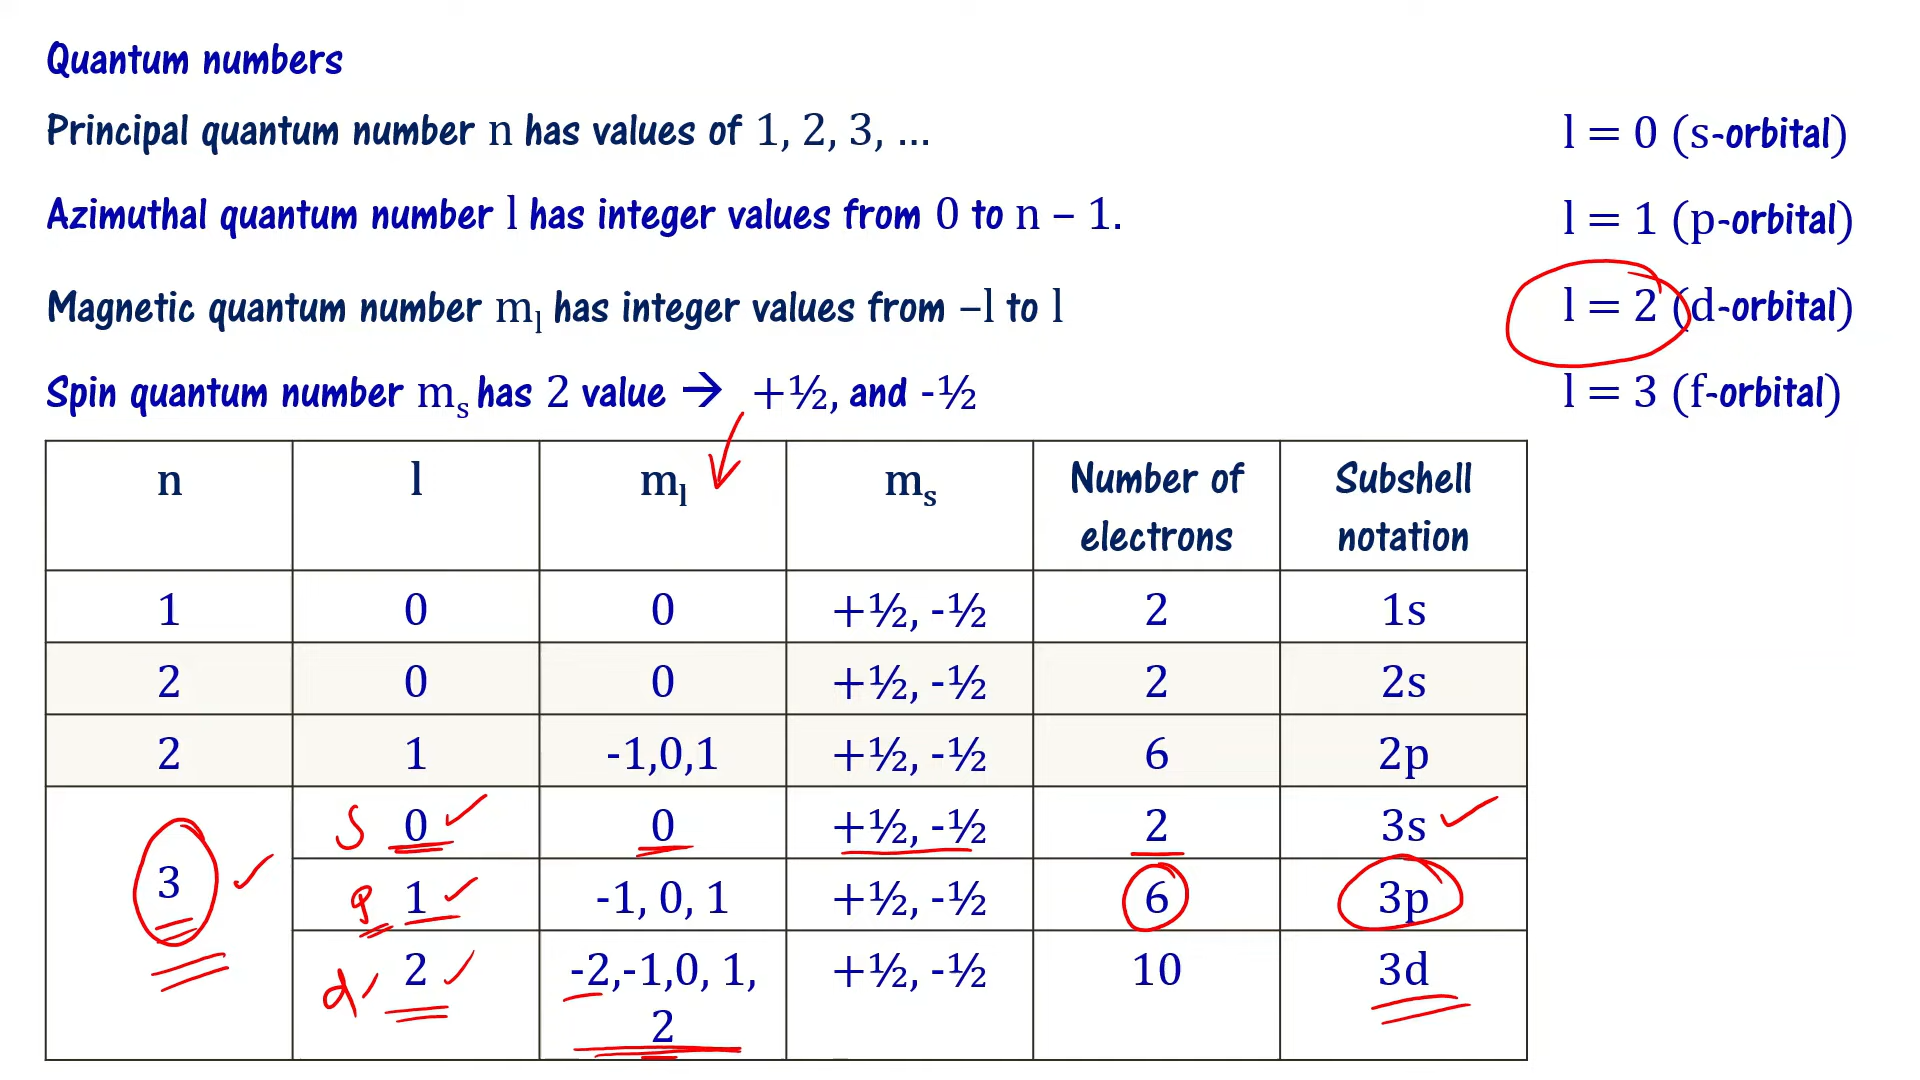 Quantum numbers
Principal quantum number n has values of 1, 2, 3, …
l = 0 (s-orbital)
Azimuthal quantum number l has integer values from 0 to n – 1.
l = 1 (p-orbital)
Magnetic quantum number mₗ has integer values from –l to l
l = 2 (d-orbital)
Spin quantum number mₛ has 2 value → +½, and -½
l = 3 (f-orbital)
n l mₗ mₛ Number of electrons Subshell notation
1 0 0 +½, -½ 2 1s
2 0 0 +½, -½ 2 2s
2 1 -1,0,1 +½, -½ 6 2p
3 s 0 0 +½, -½ 2 3s
p 1 -1, 0, 1 +½, -½ 6 3p
d 2 -2,-1,0, 1, 2 +½, -½ 10 3d